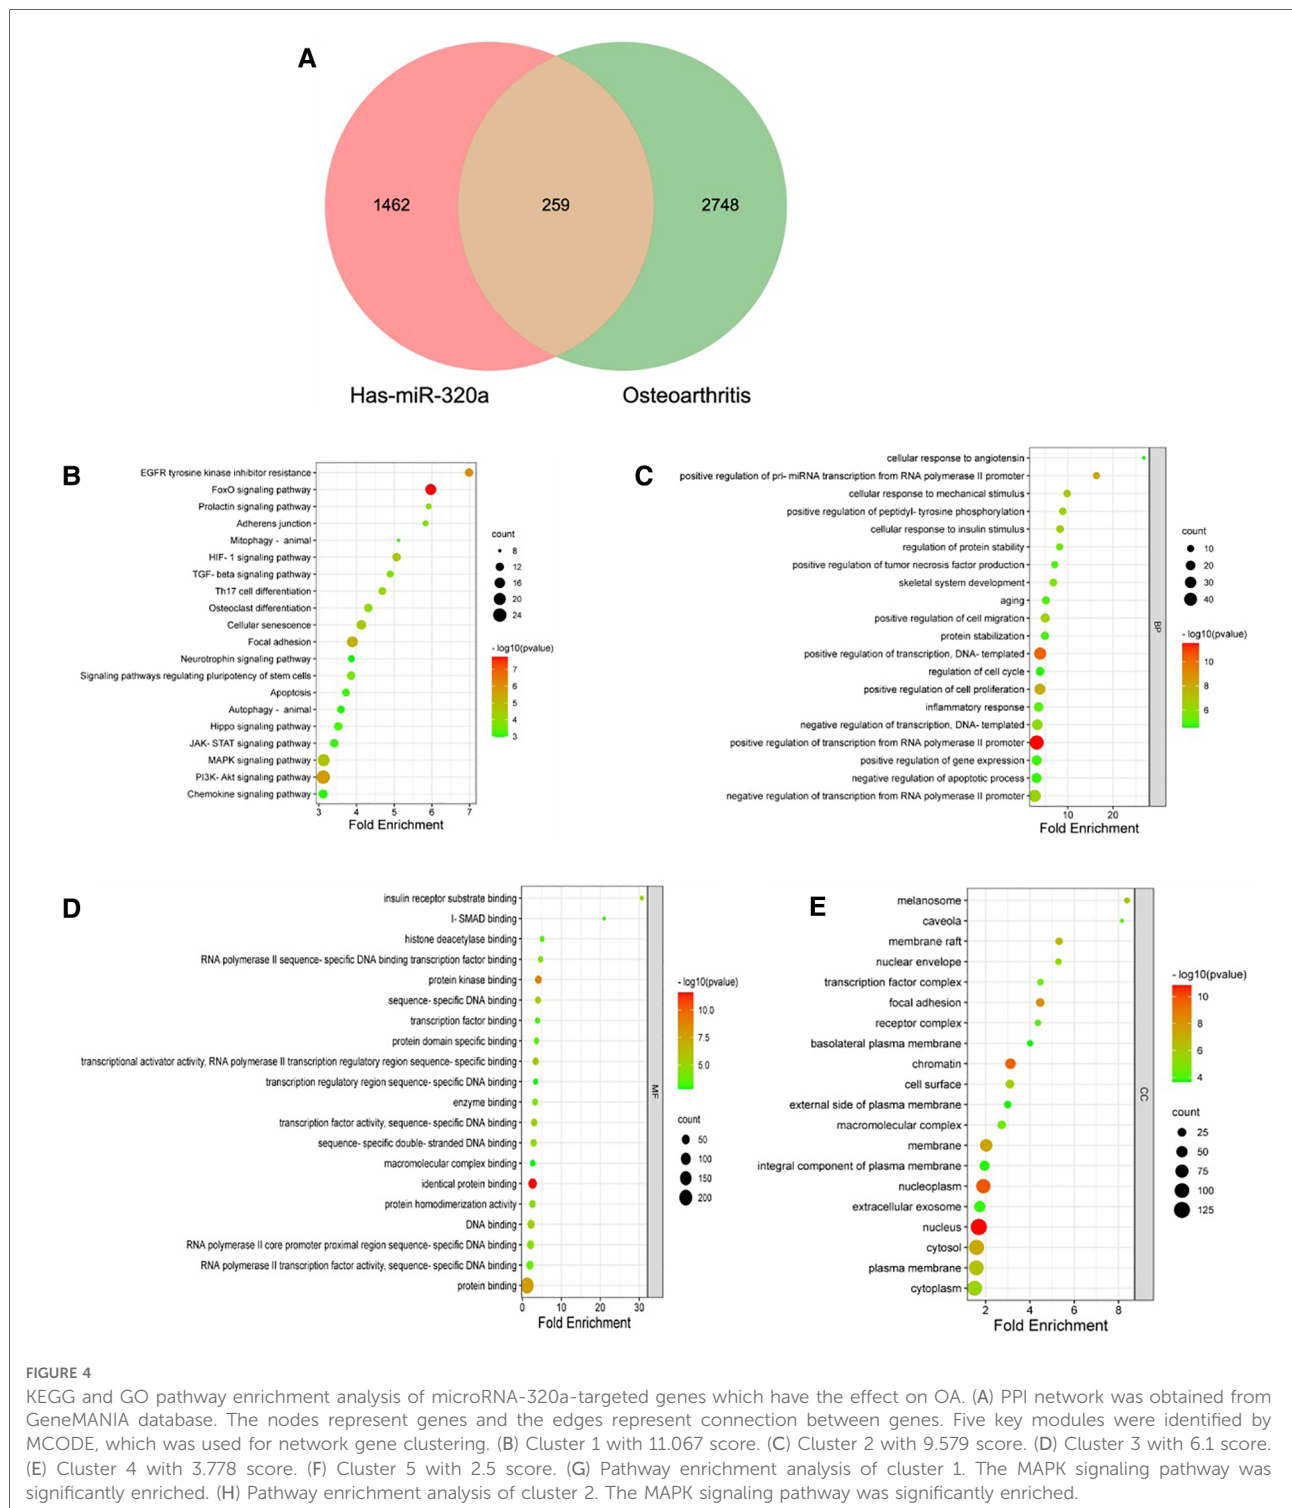 A
1462
259
2748
Has-miR-320a
Osteoarthritis
B
EGFR tyrosine kinase inhibitor resistance
FoxO signaling pathway
Prolactin signaling pathway
Adherens junction
Mitophagy - animal
HIF- 1 signaling pathway
TGF- beta signaling pathway
Th17 cell differentiation
Osteoclast differentiation
Cellular senescence
Focal adhesion
Neurotrophin signaling pathway
Signaling pathways regulating pluripotency of stem cells
Apoptosis
Autophagy - animal
Hippo signaling pathway
JAK- STAT signaling pathway
MAPK signaling pathway
PI3K- Akt signaling pathway
Chemokine signaling pathway
3 4 5 6 7
Fold Enrichment
count
8
12
16
20
24
- log10(pvalue)
7
6
5
4
3
C
cellular response to angiotensin
positive regulation of pri- miRNA transcription from RNA polymerase II promoter
cellular response to mechanical stimulus
positive regulation of peptidyl- tyrosine phosphorylation
cellular response to insulin stimulus
regulation of protein stability
positive regulation of tumor necrosis factor production
skeletal system development
aging
positive regulation of cell migration
protein stabilization
positive regulation of transcription, DNA- templated
regulation of cell cycle
positive regulation of cell proliferation
inflammatory response
negative regulation of transcription, DNA- templated
positive regulation of transcription from RNA polymerase II promoter
positive regulation of gene expression
negative regulation of apoptotic process
negative regulation of transcription from RNA polymerase II promoter
10 20
Fold Enrichment
BP
count
10
20
30
40
- log10(pvalue)
10
8
6
D
insulin receptor substrate binding
I- SMAD binding
histone deacetylase binding
RNA polymerase II sequence- specific DNA binding transcription factor binding
protein kinase binding
sequence- specific DNA binding
transcription factor binding
protein domain specific binding
transcriptional activator activity, RNA polymerase II transcription regulatory region sequence- specific binding
transcription regulatory region sequence- specific DNA binding
enzyme binding
transcription factor activity, sequence- specific DNA binding
sequence- specific double- stranded DNA binding
macromolecular complex binding
identical protein binding
protein homodimerization activity
DNA binding
RNA polymerase II core promoter proximal region sequence- specific DNA binding
RNA polymerase II transcription factor activity, sequence- specific DNA binding
protein binding
0 10 20 30
Fold Enrichment
MF
- log10(pvalue)
10.0
7.5
5.0
count
50
100
150
200
E
melanosome
caveola
membrane raft
nuclear envelope
transcription factor complex
focal adhesion
receptor complex
basolateral plasma membrane
chromatin
cell surface
external side of plasma membrane
macromolecular complex
membrane
integral component of plasma membrane
nucleoplasm
extracellular exosome
nucleus
cytosol
plasma membrane
cytoplasm
2 4 6 8
Fold Enrichment
CC
- log10(pvalue)
10
8
6
4
count
25
50
75
100
125
FIGURE 4
KEGG and GO pathway enrichment analysis of microRNA-320a-targeted genes which have the effect on OA. (A) PPI network was obtained from
GeneMANIA database. The nodes represent genes and the edges represent connection between genes. Five key modules were identified by
MCODE, which was used for network gene clustering. (B) Cluster 1 with 11.067 score. (C) Cluster 2 with 9.579 score. (D) Cluster 3 with 6.1 score.
(E) Cluster 4 with 3.778 score. (F) Cluster 5 with 2.5 score. (G) Pathway enrichment analysis of cluster 1. The MAPK signaling pathway was
significantly enriched. (H) Pathway enrichment analysis of cluster 2. The MAPK signaling pathway was significantly enriched.